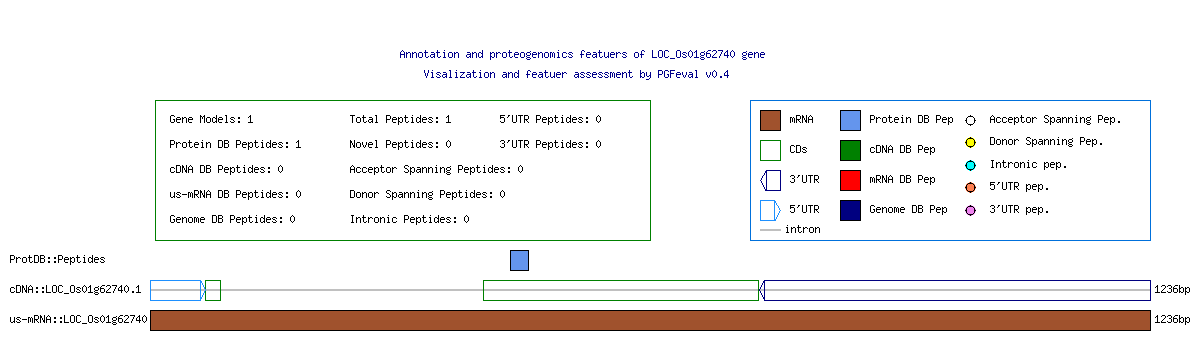 Annotation and proteogenomics featuers of LOC_Os01g62740 gene
Visalization and featuer assessment by PGFeval v0.4
Gene Models: 1 Total Peptides: 1 5'UTR Peptides: 0
Protein DB Peptides: 1 Novel Peptides: 0 3'UTR Peptides: 0
cDNA DB Peptides: 0 Acceptor Spanning Peptides: 0
us-mRNA DB Peptides: 0 Donor Spanning Peptides: 0
Genome DB Peptides: 0 Intronic Peptides: 0
mRNA Protein DB Pep Acceptor Spanning Pep.
CDs cDNA DB Pep Donor Spanning Pep.
3'UTR mRNA DB Pep Intronic pep.
5'UTR Genome DB Pep 5'UTR pep.
intron 3'UTR pep.
ProtDB::Peptides
cDNA::LOC_Os01g62740.1 1236bp
us-mRNA::LOC_Os01g62740 1236bp